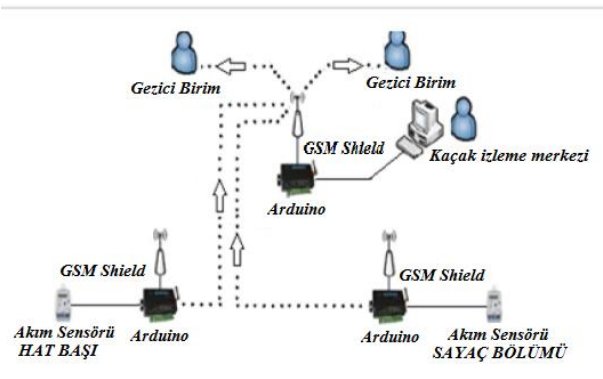 Gezici Birim
Gezici Birim
GSM Shield
Kaçak izleme merkezi
Arduino
GSM Shield
GSM Shield
Akım Sensörü
HAT BAŞI
Arduino
Arduino
Akım Sensörü
SAYAÇ BÖLÜMÜ